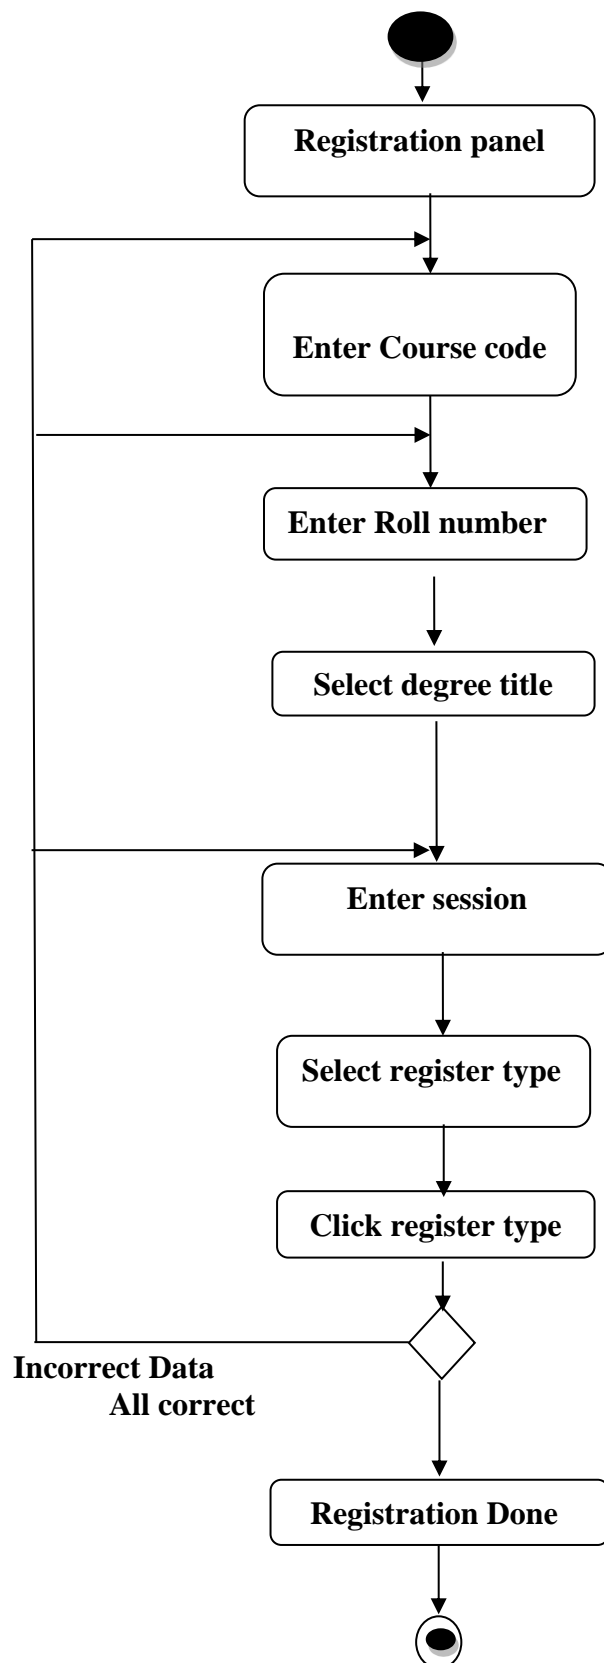 Registration panel
Enter Course code
Enter Roll number
Select degree title
Enter session
Select register type
Click register type
Incorrect Data
All correct
Registration Done